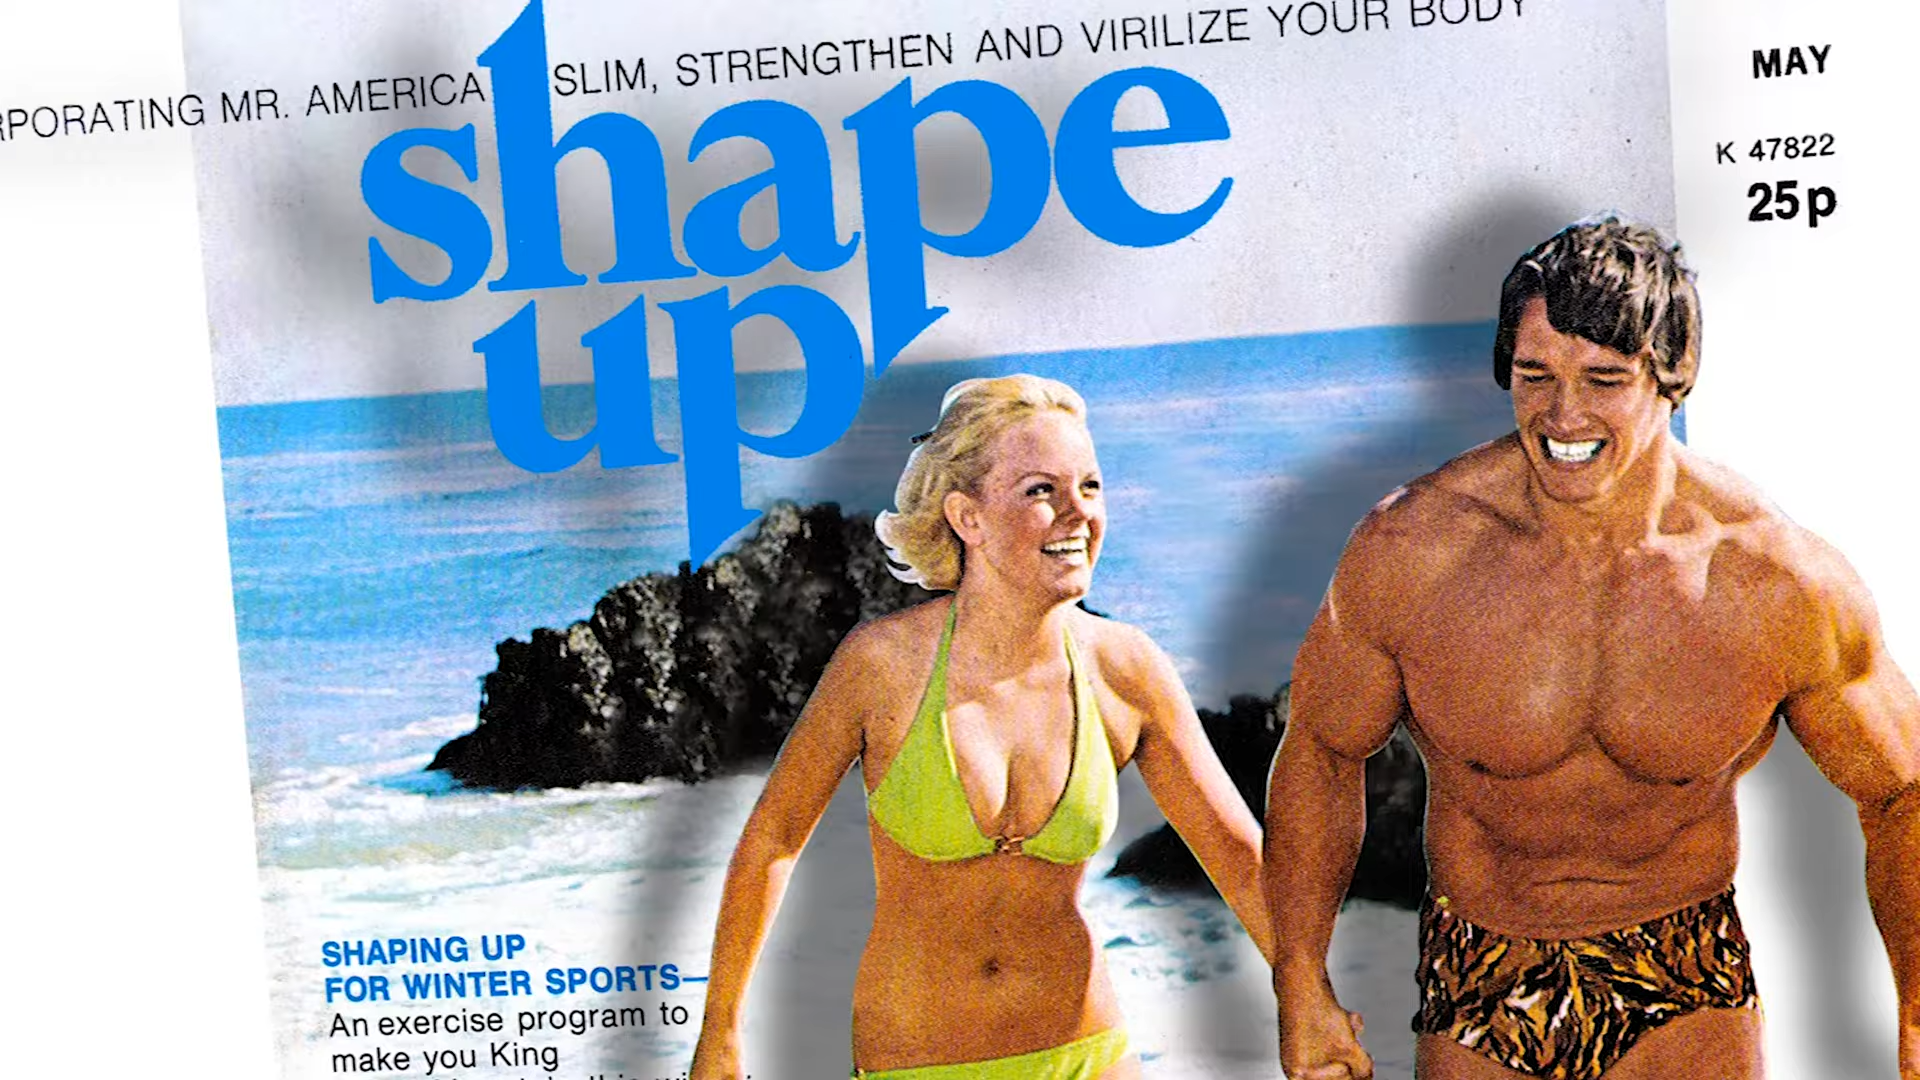 RPORATING MR. AMERICA SLIM, STRENGTHEN AND VIRILIZE YOUR BODY
shape
up
MAY
K 47822
25p
SHAPING UP
FOR WINTER SPORTS—
An exercise program to
make you King